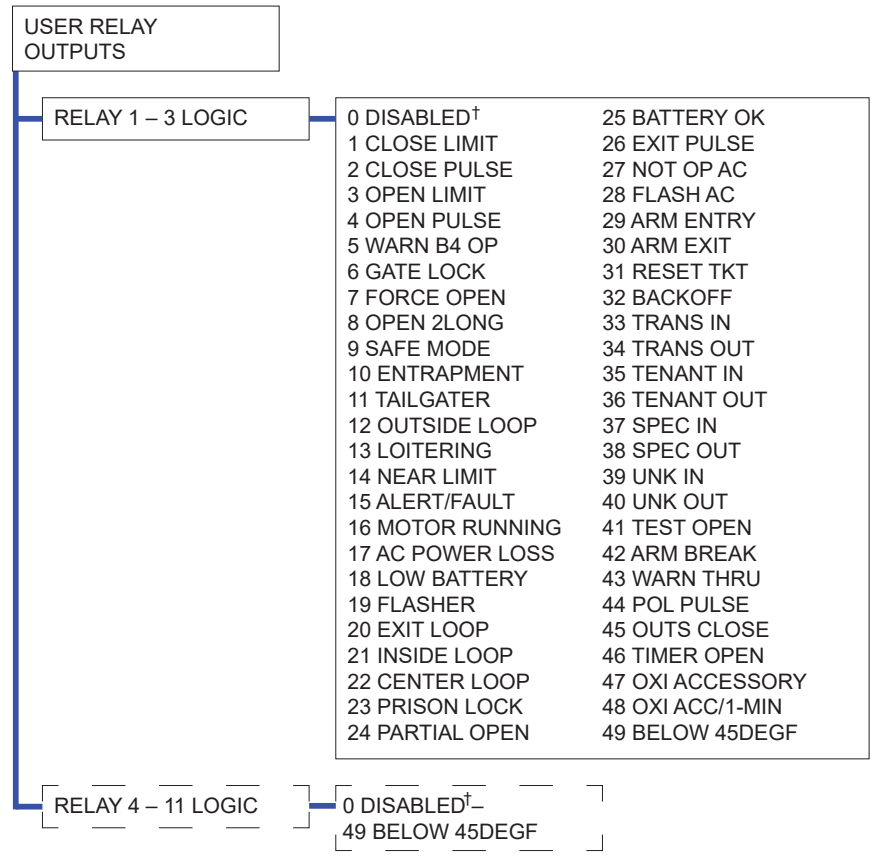 USER RELAY
OUTPUTS
RELAY 1 – 3 LOGIC
0 DISABLED†
1 CLOSE LIMIT
2 CLOSE PULSE
3 OPEN LIMIT
4 OPEN PULSE
5 WARN B4 OP
6 GATE LOCK
7 FORCE OPEN
8 OPEN 2LONG
9 SAFE MODE
10 ENTRAPMENT
11 TAILGATER
12 OUTSIDE LOOP
13 LOITERING
14 NEAR LIMIT
15 ALERT/FAULT
16 MOTOR RUNNING
17 AC POWER LOSS
18 LOW BATTERY
19 FLASHER
20 EXIT LOOP
21 INSIDE LOOP
22 CENTER LOOP
23 PRISON LOCK
24 PARTIAL OPEN
25 BATTERY OK
26 EXIT PULSE
27 NOT OP AC
28 FLASH AC
29 ARM ENTRY
30 ARM EXIT
31 RESET TKT
32 BACKOFF
33 TRANS IN
34 TRANS OUT
35 TENANT IN
36 TENANT OUT
37 SPEC IN
38 SPEC OUT
39 UNK IN
40 UNK OUT
41 TEST OPEN
42 ARM BREAK
43 WARN THRU
44 POL PULSE
45 OUTS CLOSE
46 TIMER OPEN
47 OXI ACCESSORY
48 OXI ACC/1-MIN
49 BELOW 45DEGF
RELAY 4 – 11 LOGIC
0 DISABLED†–
49 BELOW 45DEGF